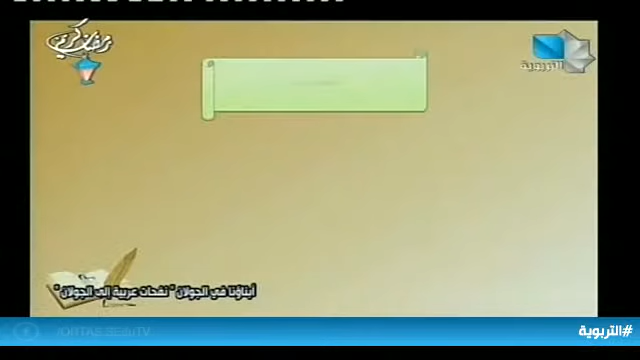 رمضان كريم
التربوية
أبناؤنا في الجولان " نفحات عربية إلى الجولان "
#التربوية